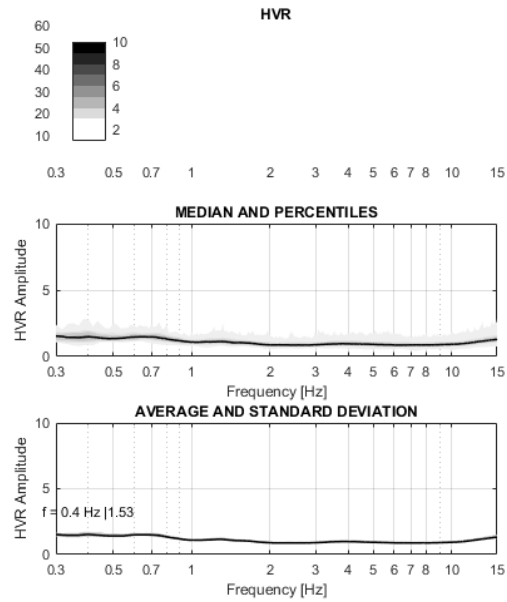 HVR
60
50
40
30
20
10
10
8
6
4
2
0.3 0.5 0.7 1 2 3 4 5 6 7 8 10 15
MEDIAN AND PERCENTILES
10
5
0
HVR Amplitude
0.3 0.5 0.7 1 2 3 4 5 6 7 8 10 15
Frequency [Hz]
AVERAGE AND STANDARD DEVIATION
10
5
0
HVR Amplitude
f = 0.4 Hz |1.53
0.3 0.5 0.7 1 2 3 4 5 6 7 8 10 15
Frequency [Hz]